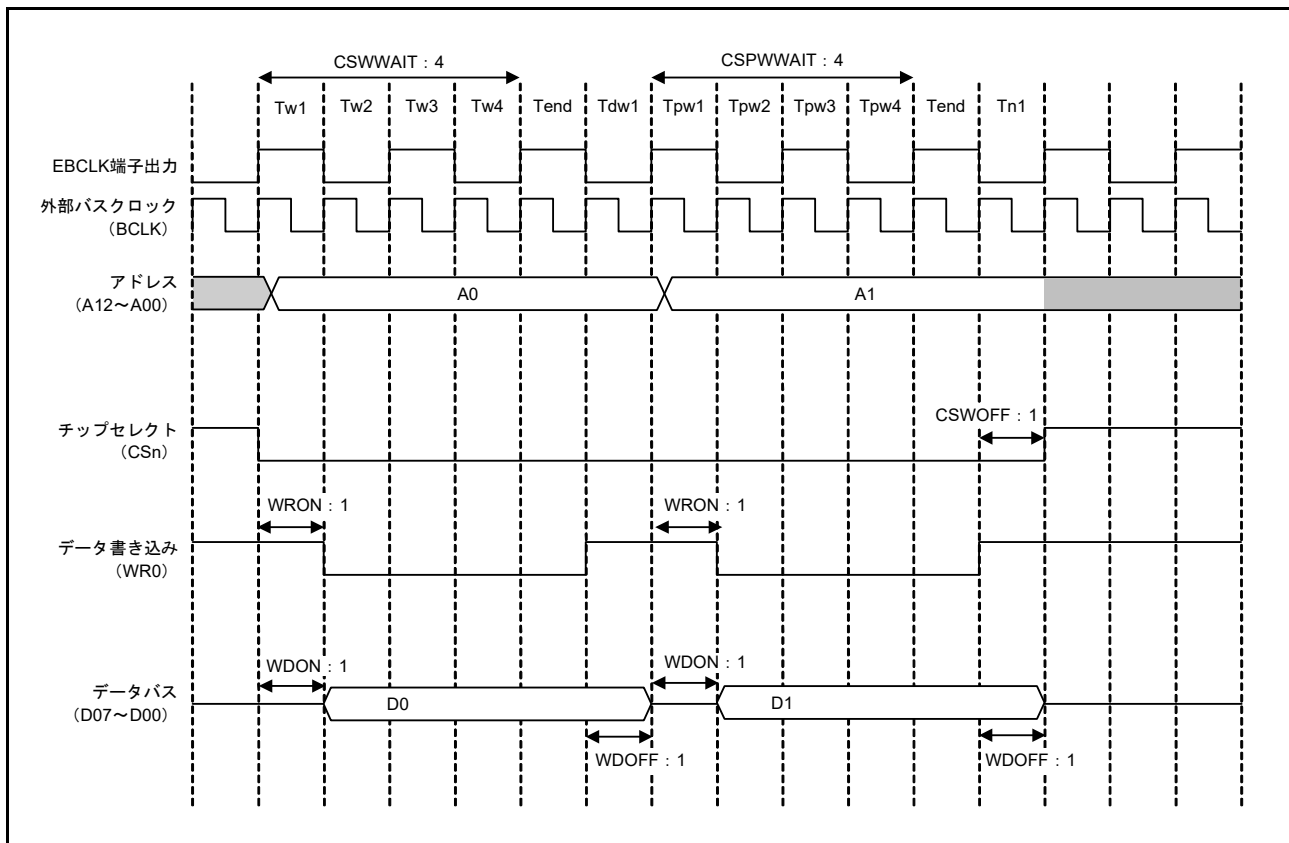 CSWWAIT：4
CSPWWAIT：4
Tw1 Tw2 Tw3 Tw4 Tend Tdw1 Tpw1 Tpw2 Tpw3 Tpw4 Tend Tn1
EBCLK端子出力
外部バスクロック
（BCLK）
アドレス
（A12～A00）
A0
A1
CSWOFF：1
チップセレクト
（CSn）
WRON：1
WRON：1
データ書き込み
（WR0）
WDON：1
WDON：1
データバス
（D07～D00）
D0
D1
WDOFF：1
WDOFF：1